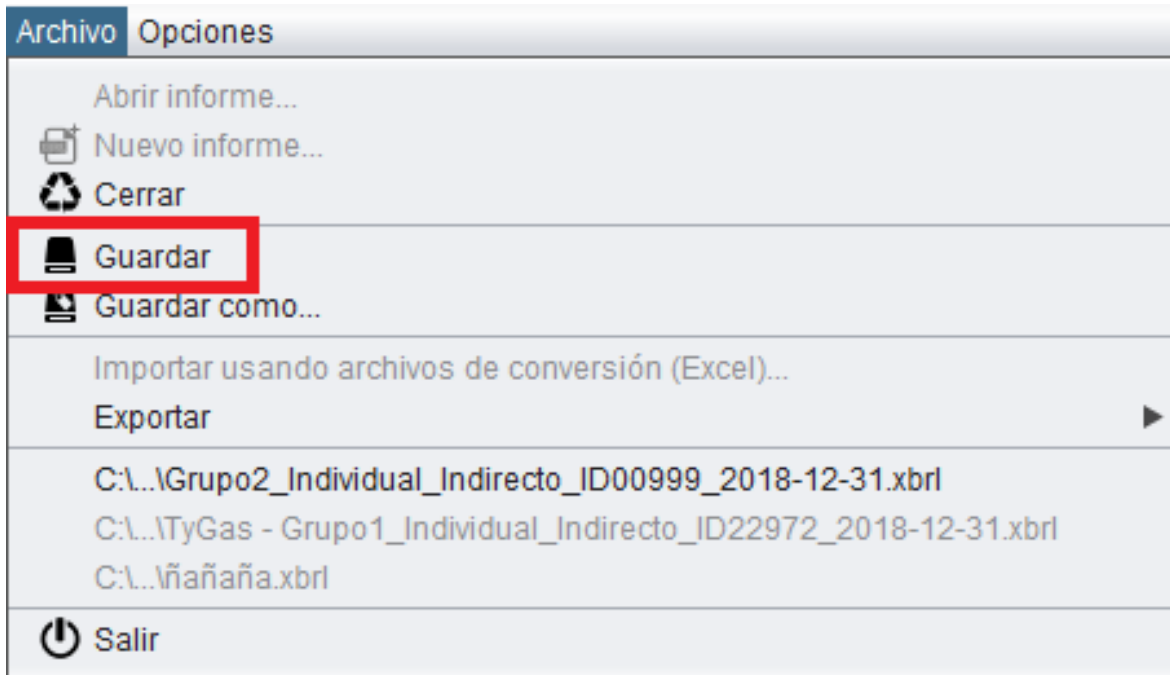 Archivo Opciones
Abrir informe...
Nuevo informe...
Cerrar
Guardar
Guardar como...
Importar usando archivos de conversión (Excel)...
Exportar
C:\...\Grupo2_Individual_Indirecto_ID00999_2018-12-31.xbrl
C:\...\TyGas - Grupo1_Individual_Indirecto_ID22972_2018-12-31.xbrl
C:\...\ñañaña.xbrl
Salir